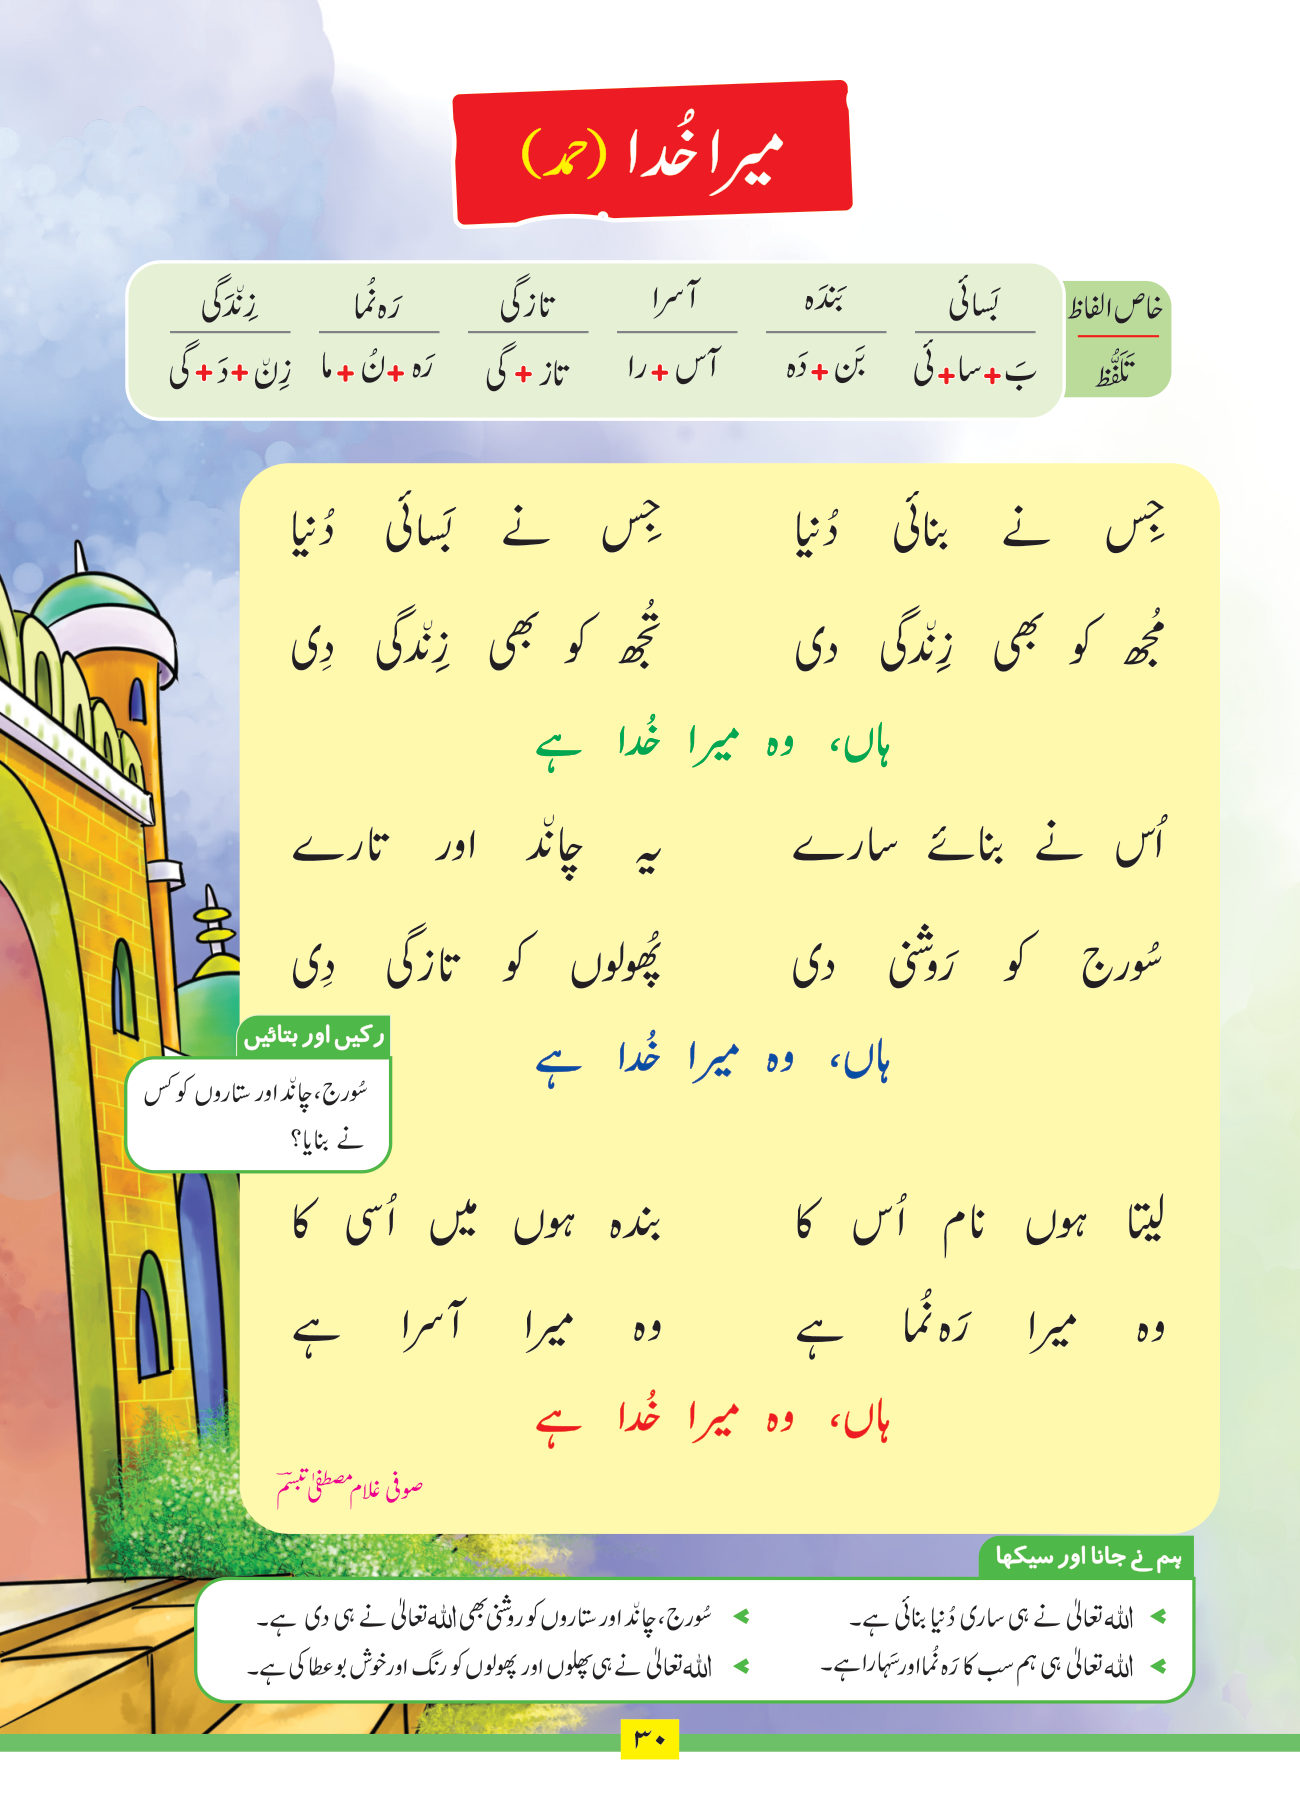 میرا خُدا (حمد)
خاص الفاظ بَسائی بَندَہ آسرا تازگی رَہ نُما زِنْدَگی
تَلَفُّظ بَ+سا+ئی بَن+دَہ آس+را تاز+گی رَہ+نُ+ما زِنْ+دَ+گی
جِس نے بنائی دُنیا جِس نے بَسائی دُنیا
مُجھ کو بھی زِنْدگی دی تُجھ کو بھی زِنْدگی دِی
ہاں، وہ میرا خُدا ہے
اُس نے بنائے سارے یہ چانْد اور تارے
سُورج کو رَوشنی دی پُھولوں کو تازگی دِی
ہاں، وہ میرا خُدا ہے
رکیں اور بتائیں
سُورج، چانْد اور ستاروں کو کس
نے بنایا؟
لیتا ہوں نام اُس کا بندہ ہوں میں اُسی کا
وہ میرا رَہ نُما ہے وہ میرا آسرا ہے
ہاں، وہ میرا خُدا ہے
صوفی غلام مصطفیٰ تبسمؔ
ہم نے جانا اور سیکھا
اللہ تعالیٰ نے ہی ساری دُنیا بنائی ہے۔ سُورج، چانْد اور ستاروں کو روشنی بھی اللہ تعالیٰ نے ہی دی ہے۔
اللہ تعالیٰ ہی ہم سب کا رَہ نُما اور سَہارا ہے۔ اللہ تعالیٰ نے ہی پھلوں اور پھولوں کو رنگ اور خوش بو عطا کی ہے۔
۳۰